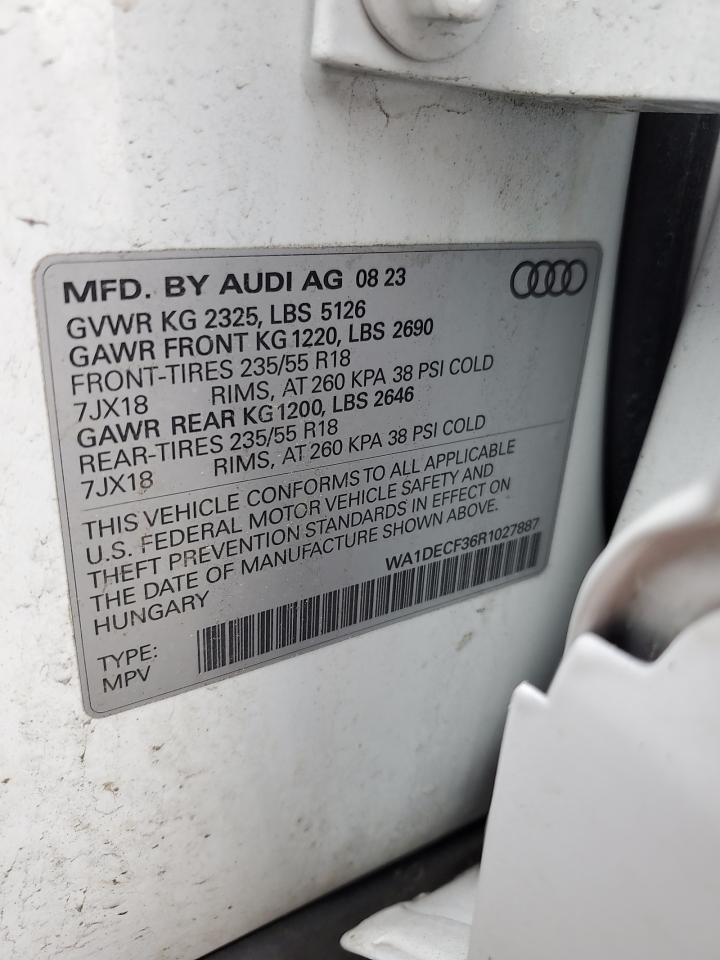 MFD. BY AUDI AG 08 23
GVWR KG 2325, LBS 5126
GAWR FRONT KG 1220, LBS 2690
FRONT-TIRES 235/55 R18
7JX18 RIMS, AT 260 KPA 38 PSI COLD
GAWR REAR KG 1200, LBS 2646
REAR-TIRES 235/55 R18
7JX18 RIMS, AT 260 KPA 38 PSI COLD
THIS VEHICLE CONFORMS TO ALL APPLICABLE
U.S. FEDERAL MOTOR VEHICLE SAFETY AND
THEFT PREVENTION STANDARDS IN EFFECT ON
THE DATE OF MANUFACTURE SHOWN ABOVE.
HUNGARY WA1DECF36R1027887
TYPE:
MPV